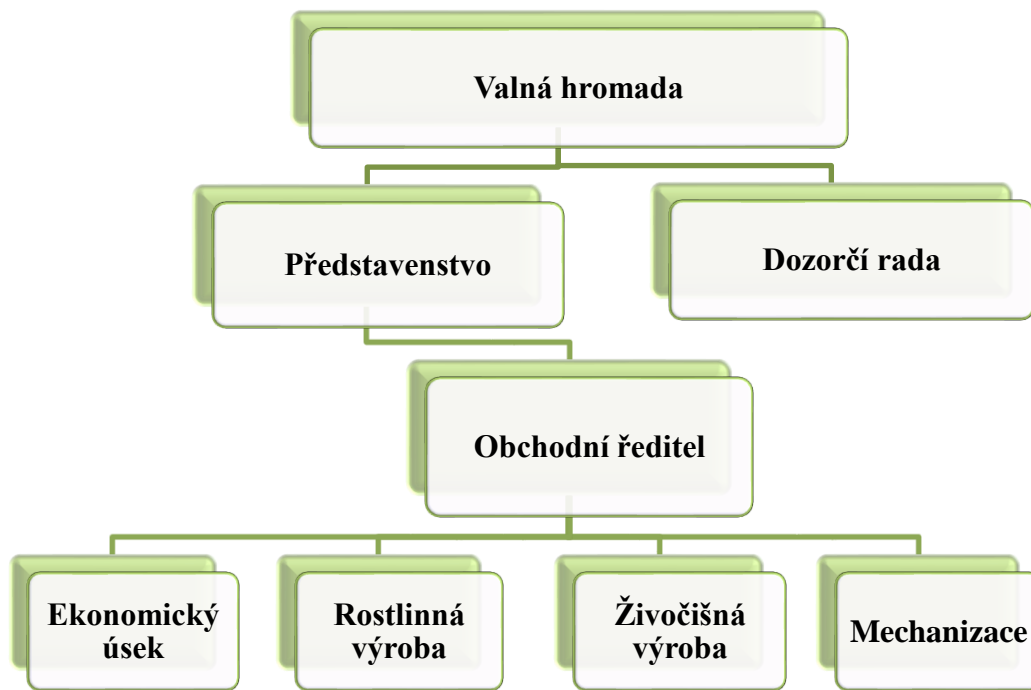 Valná hromada
Představenstvo
Dozorčí rada
Obchodní ředitel
Ekonomický
úsek
Rostlinná
výroba
Živočišná
výroba
Mechanizace